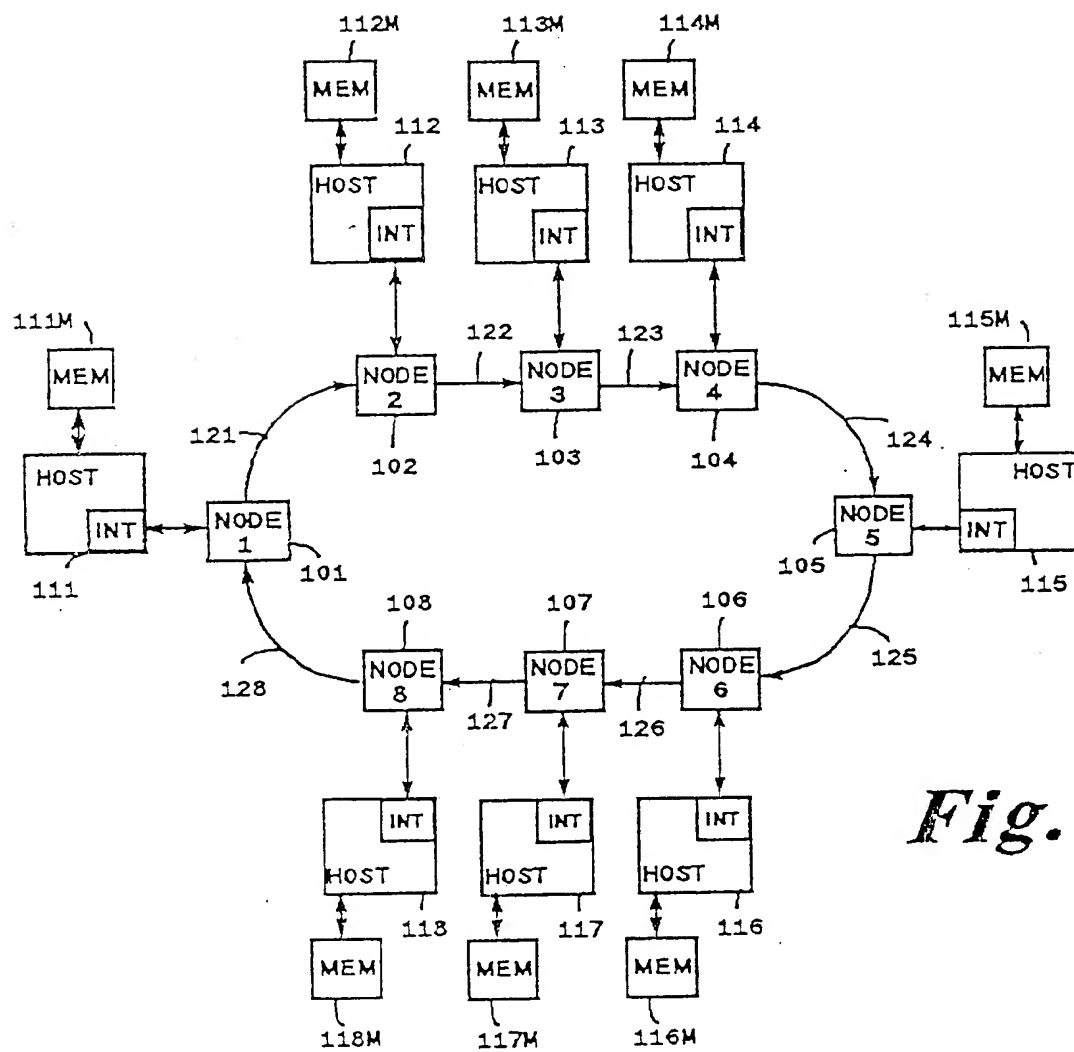 112M
113M
114M
MEM
MEM
MEM
112
113
114
HOST
INT
HOST
INT
HOST
INT
111M
MEM
115M
MEM
122
123
NODE
2
NODE
3
NODE
4
121
124
102
103
104
HOST
INT
NODE
1
NODE
5
HOST
INT
111
101
105
115
108
107
106
128
125
NODE
8
NODE
7
NODE
6
127
126
INT
HOST
INT
HOST
INT
HOST
118
117
116
MEM
MEM
MEM
118M
117M
116M
Fig.